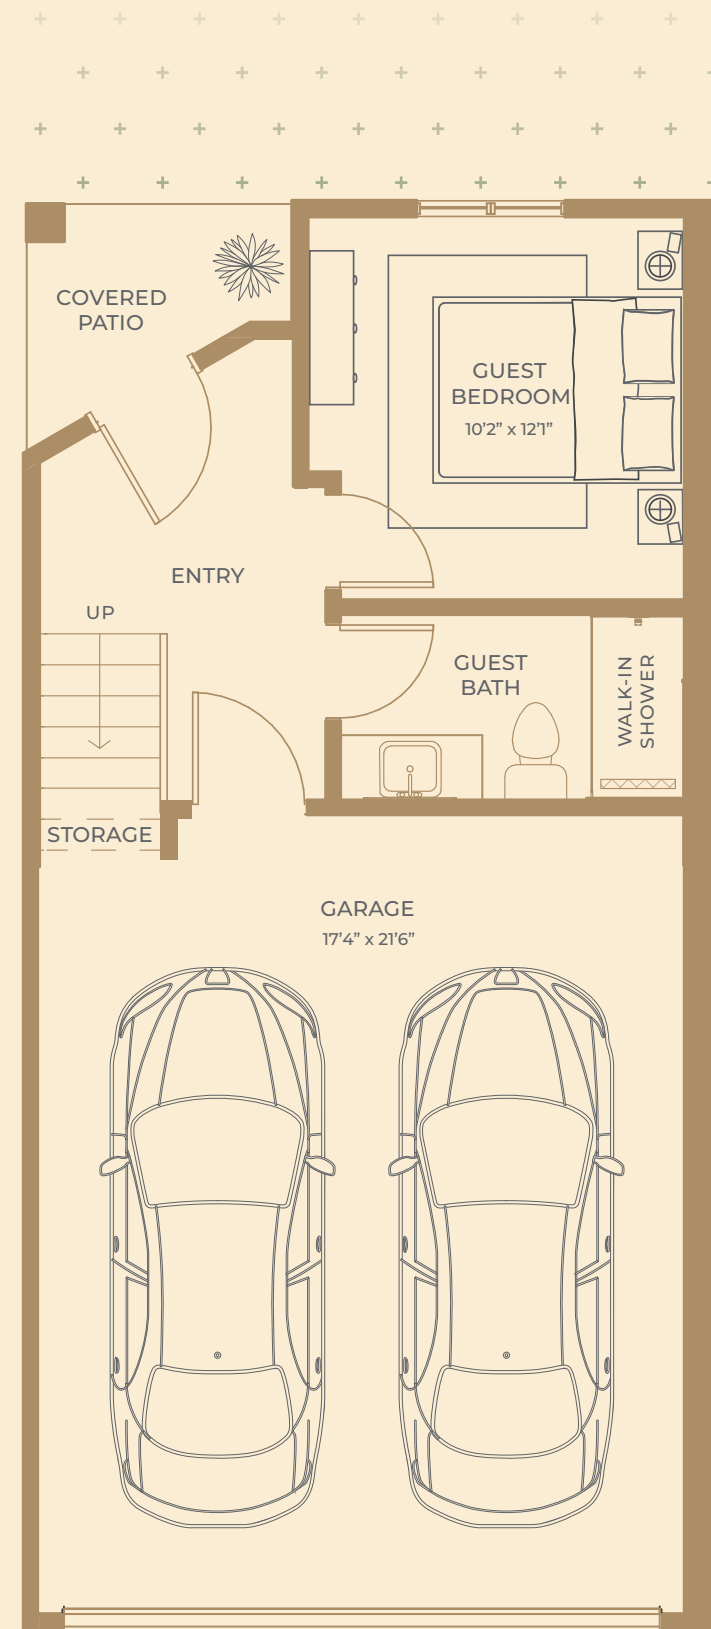 COVERED
PATIO
GUEST
BEDROOM
10'2” x 12'1”
ENTRY
UP
GUEST
BATH
WALK-IN
SHOWER
STORAGE
GARAGE
17'4” x 21'6”